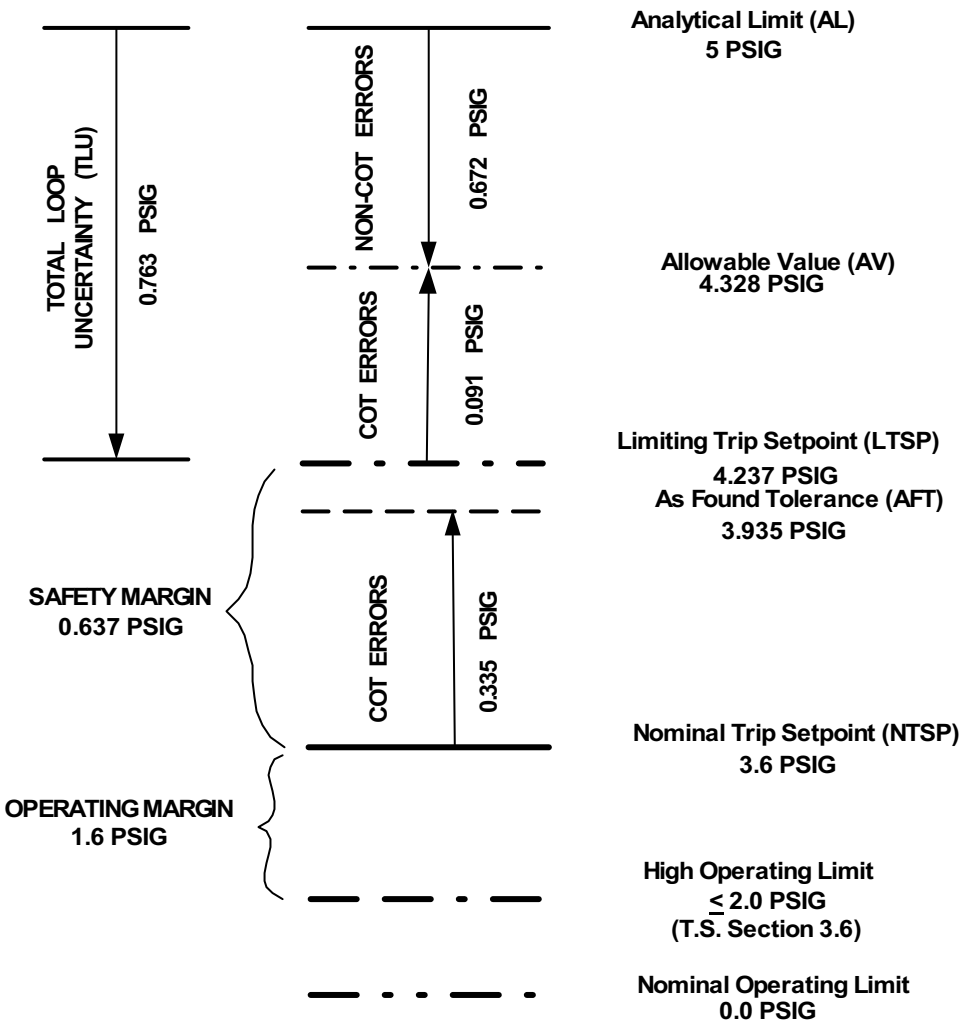 Analytical Limit (AL)
5 PSIG
TOTAL LOOP
UNCERTAINTY (TLU)
0.763 PSIG
NON-COT ERRORS
0.672 PSIG
Allowable Value (AV)
4.328 PSIG
COT ERRORS
0.091 PSIG
Limiting Trip Setpoint (LTSP)
4.237 PSIG
As Found Tolerance (AFT)
3.935 PSIG
SAFETY MARGIN
0.637 PSIG
COT ERRORS
0.335 PSIG
Nominal Trip Setpoint (NTSP)
3.6 PSIG
OPERATING MARGIN
1.6 PSIG
High Operating Limit
≤ 2.0 PSIG
(T.S. Section 3.6)
Nominal Operating Limit
0.0 PSIG